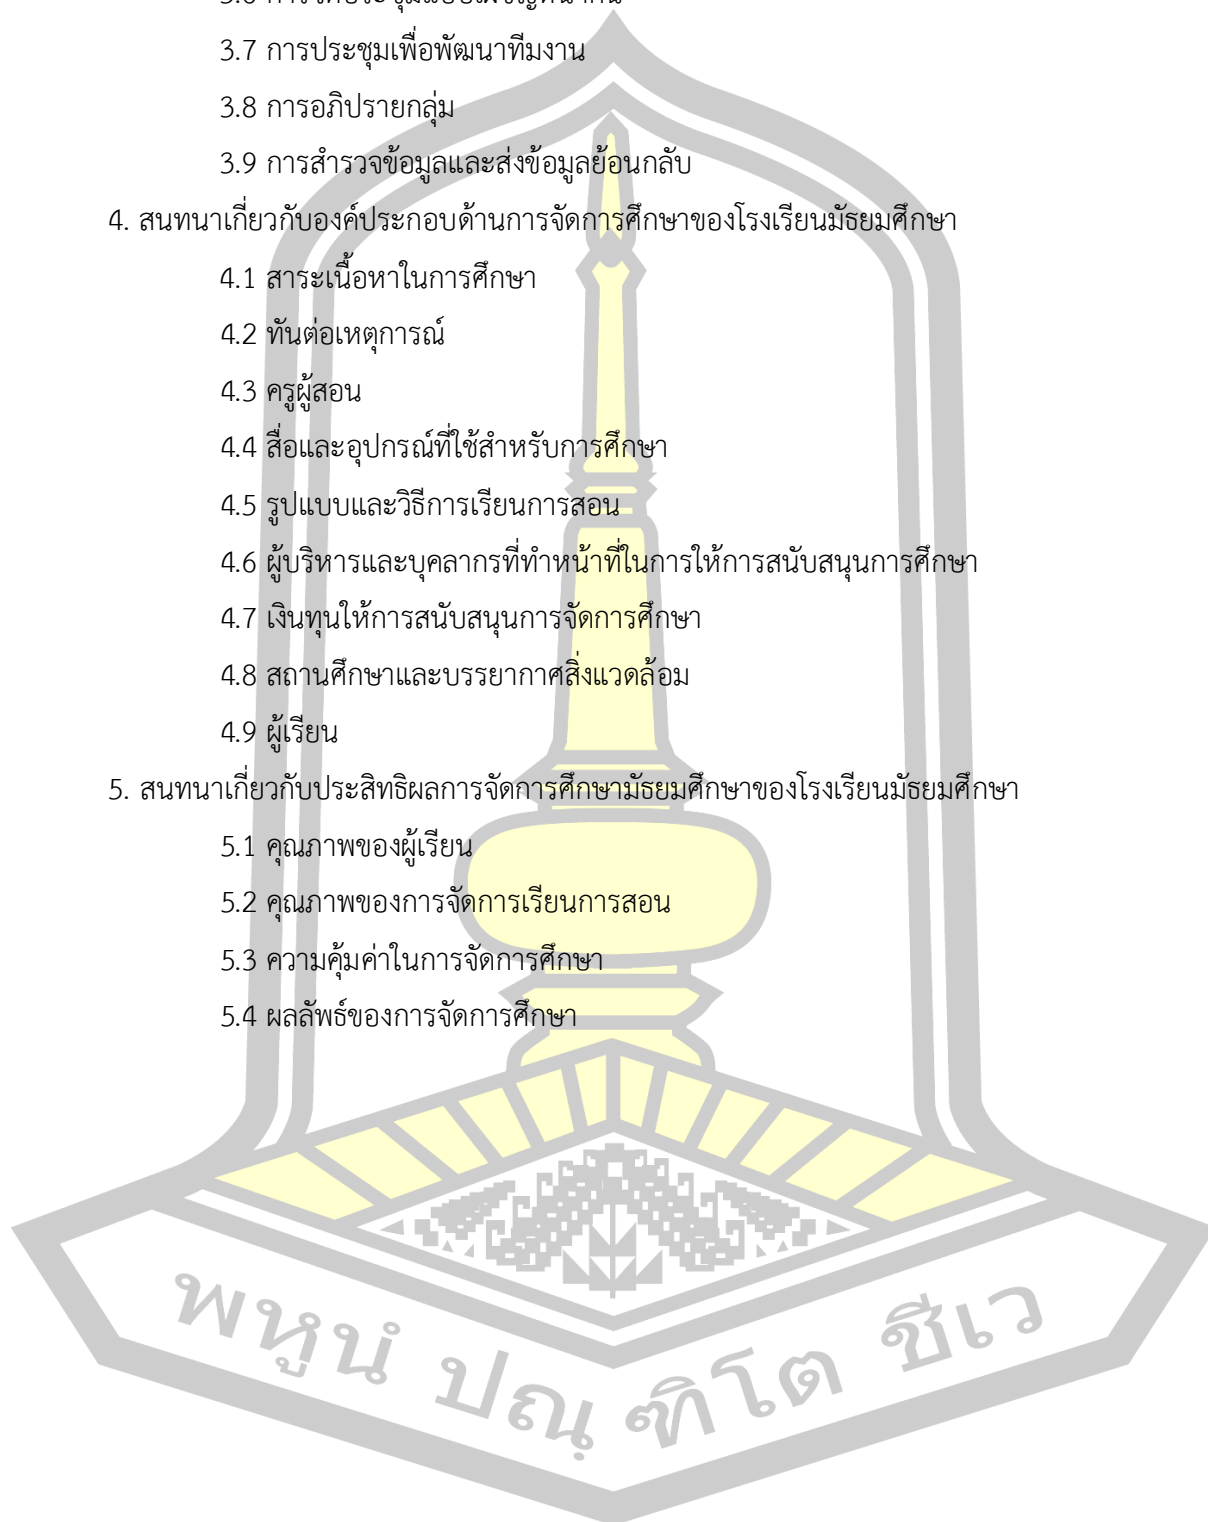 3.7 การประชุมเพื่อพัฒนาทีมงาน
3.8 การอภิปรายกลุ่ม
3.9 การสำรวจข้อมูลและส่งข้อมูลย้อนกลับ
4. สนทนาเกี่ยวกับองค์ประกอบด้านการจัดการศึกษาของโรงเรียนมัธยมศึกษา
4.1 สาระเนื้อหาในการศึกษา
4.2 ทันต่อเหตุการณ์
4.3 ครูผู้สอน
4.4 สื่อและอุปกรณ์ที่ใช้สำหรับการศึกษา
4.5 รูปแบบและวิธีการเรียนการสอน
4.6 ผู้บริหารและบุคลากรที่ทำหน้าที่ในการให้การสนับสนุนการศึกษา
4.7 เงินทุนให้การสนับสนุนการจัดการศึกษา
4.8 สถานศึกษาและบรรยากาศสิ่งแวดล้อม
4.9 ผู้เรียน
5. สนทนาเกี่ยวกับประสิทธิผลการจัดการศึกษามัธยมศึกษาของโรงเรียนมัธยมศึกษา
5.1 คุณภาพของผู้เรียน
5.2 คุณภาพของการจัดการเรียนการสอน
5.3 ความคุ้มค่าในการจัดการศึกษา
5.4 ผลลัพธ์ของการจัดการศึกษา
พหูนํ ปณฺฑิโต ชีเว